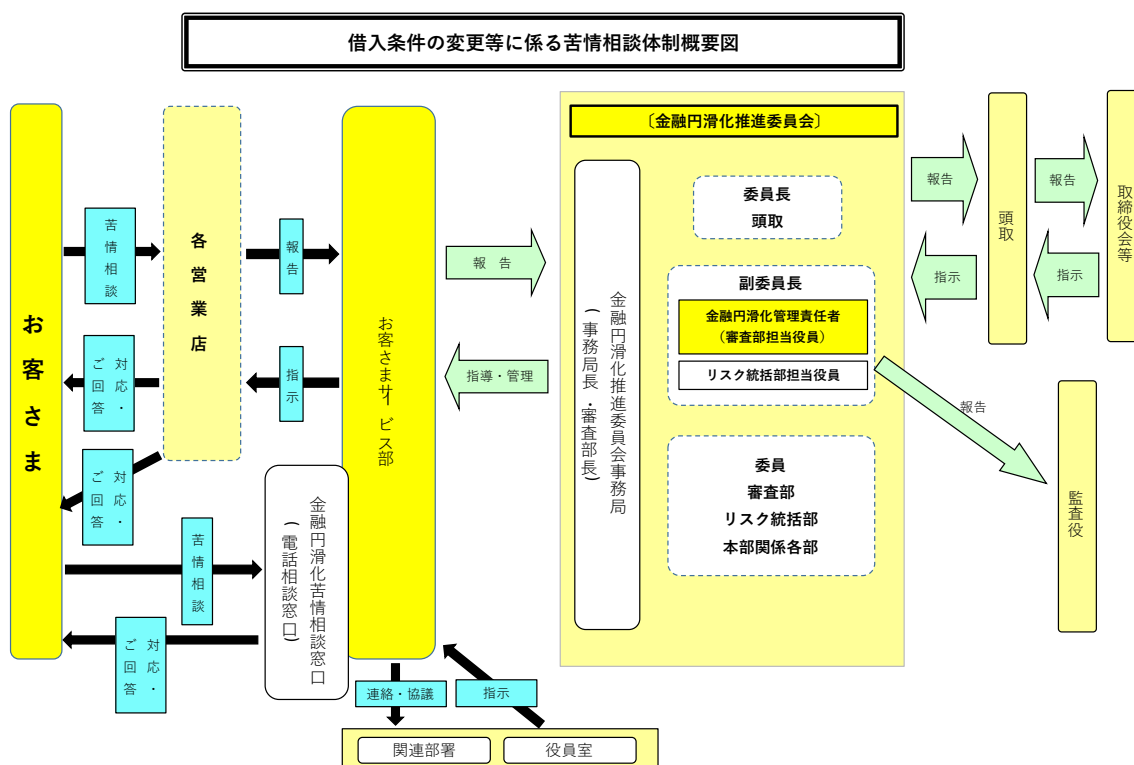 借入条件の変更等に係る苦情相談体制概要図
お客さま
苦情相談
対応・
ご回答
対応・
ご回答
苦情相談
対応・
ご回答
各営業店
報告
指示
金融円滑化苦情相談窓口
(電話相談窓口)
お客さまサービス部
連絡・協議
指示
関連部署
役員室
報 告
指導・管理
〔金融円滑化推進委員会〕
金融円滑化推進委員会事務局
(事務局長・審査部長)
委員長
頭取
副委員長
金融円滑化管理責任者
(審査部担当役員)
リスク統括部担当役員
委員
審査部
リスク統括部
本部関係各部
報告
指示
報告
頭取
報告
指示
取締役会等
監査役